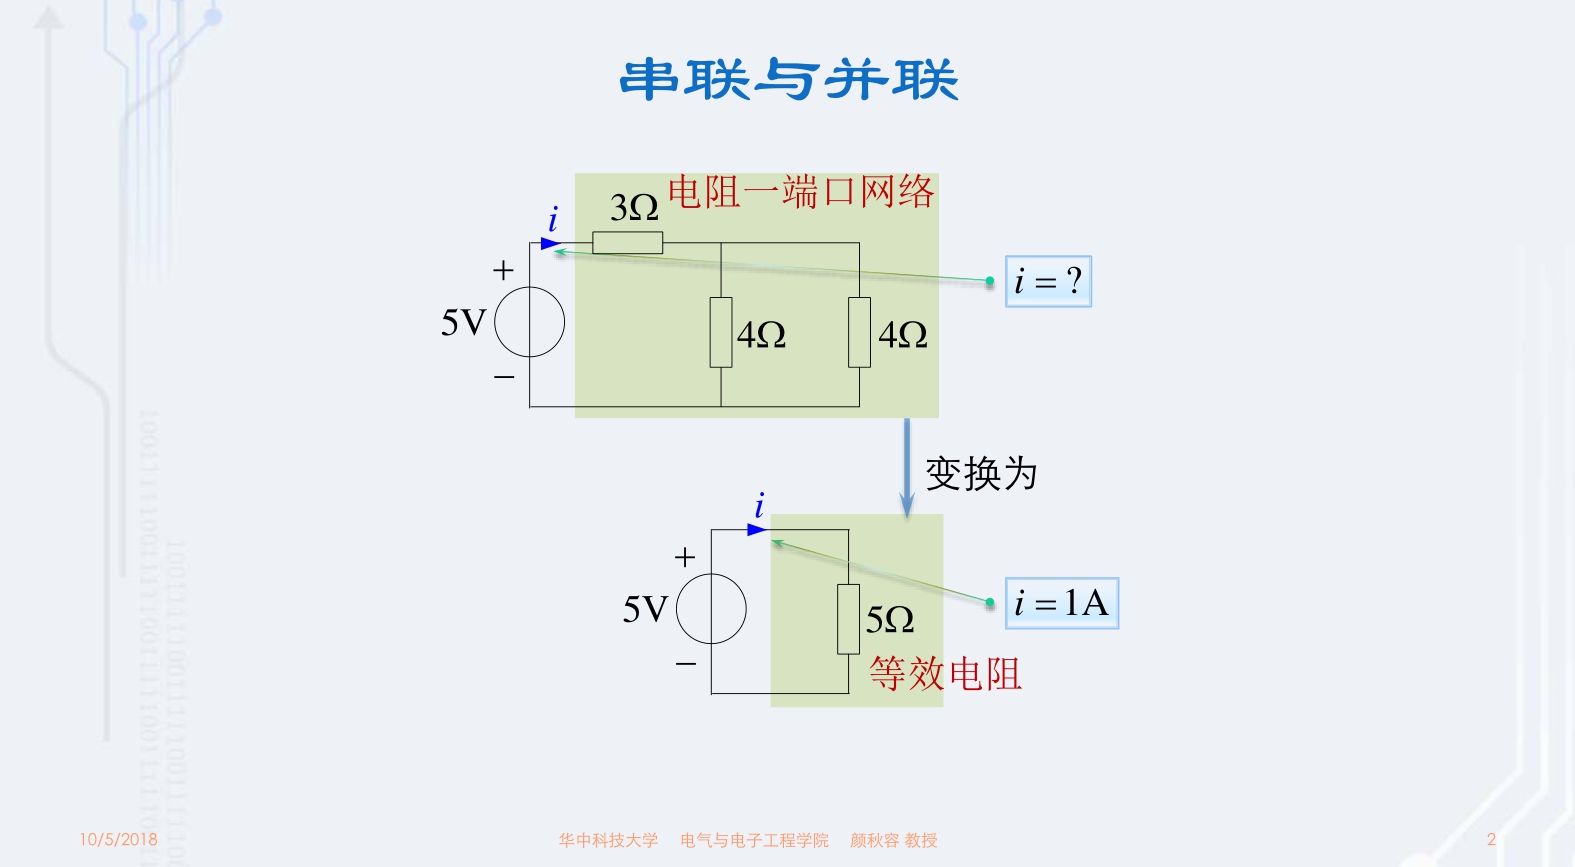 串联与并联
电阻一端口网络
3Ω
i
+
5V
−
4Ω
4Ω
i = ?
变换为
i
+
5V
−
5Ω
i = 1A
等效电阻
10/5/2018
华中科技大学 电气与电子工程学院 颜秋容 教授
2